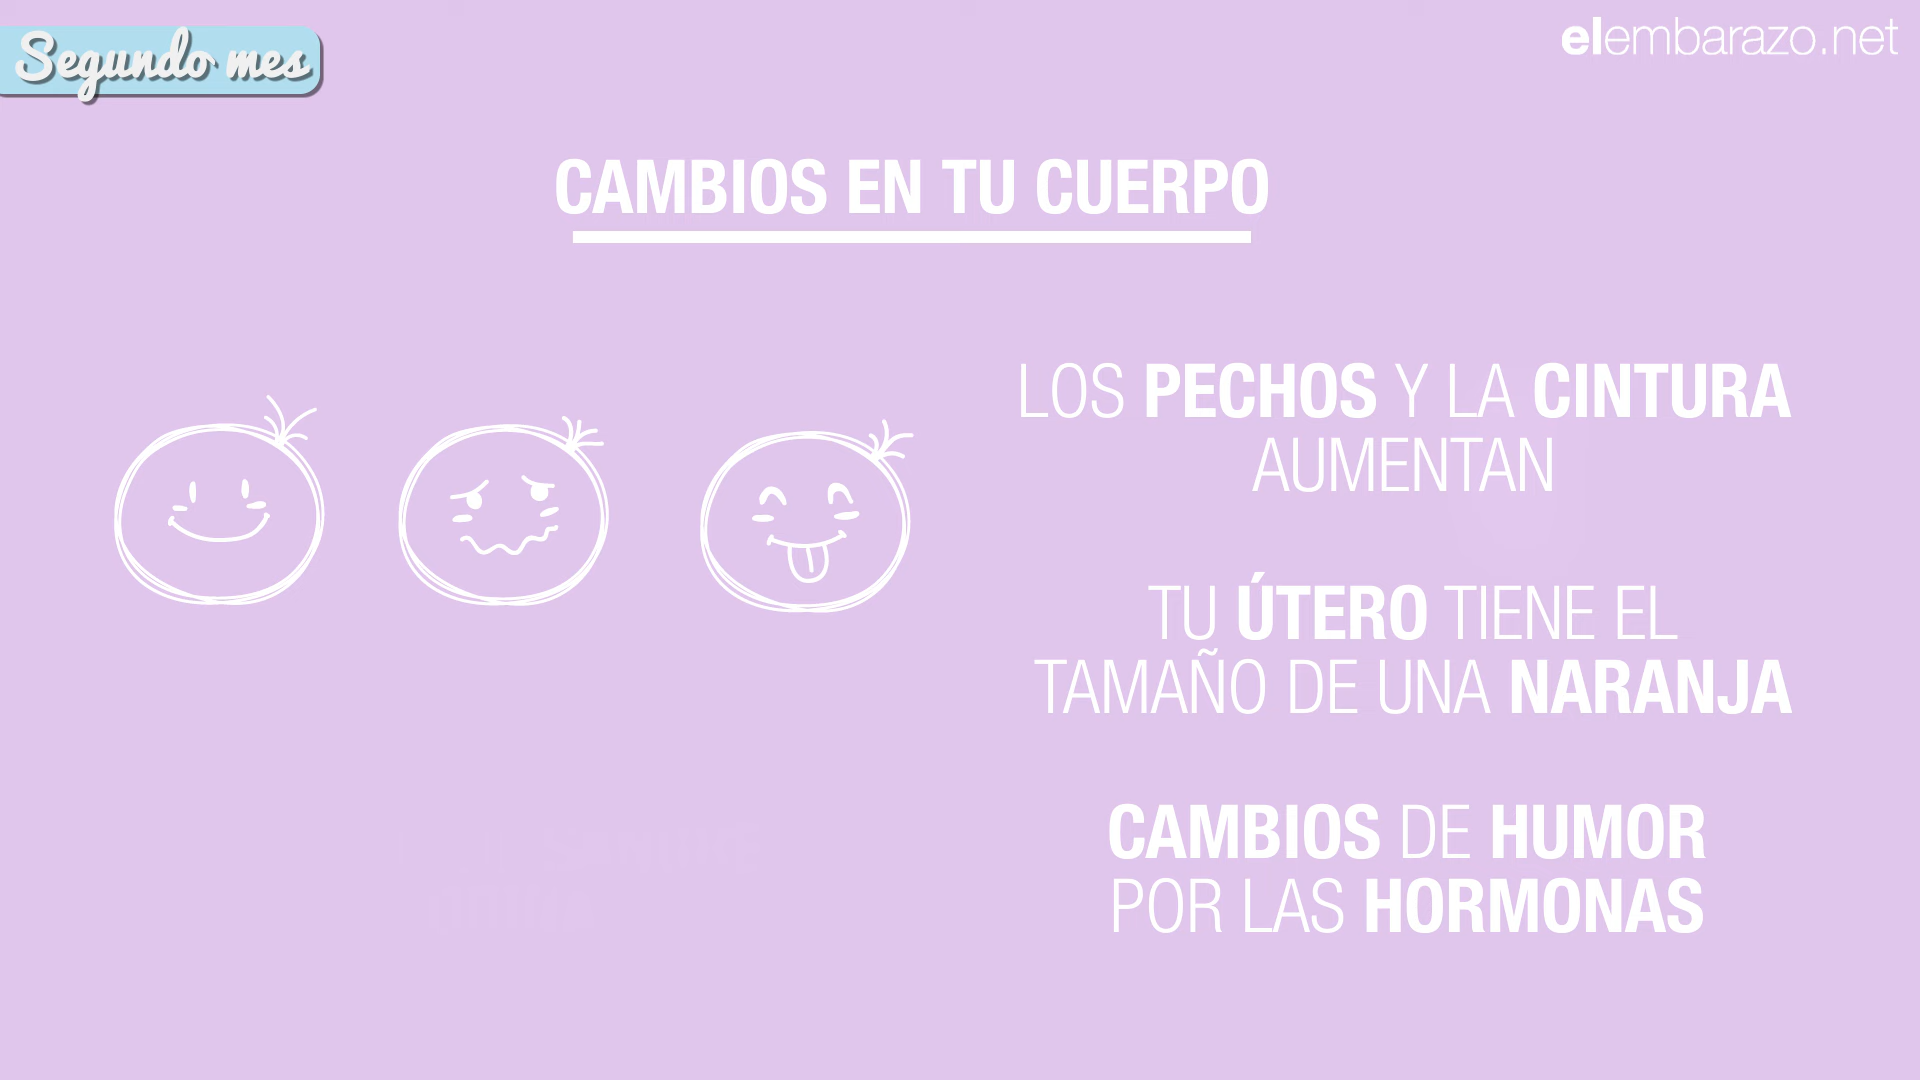 Segundo mes
elembarazo.net
CAMBIOS EN TU CUERPO
LOS PECHOS Y LA CINTURA
AUMENTAN
TU ÚTERO TIENE EL
TAMAÑO DE UNA NARANJA
CAMBIOS DE HUMOR
POR LAS HORMONAS